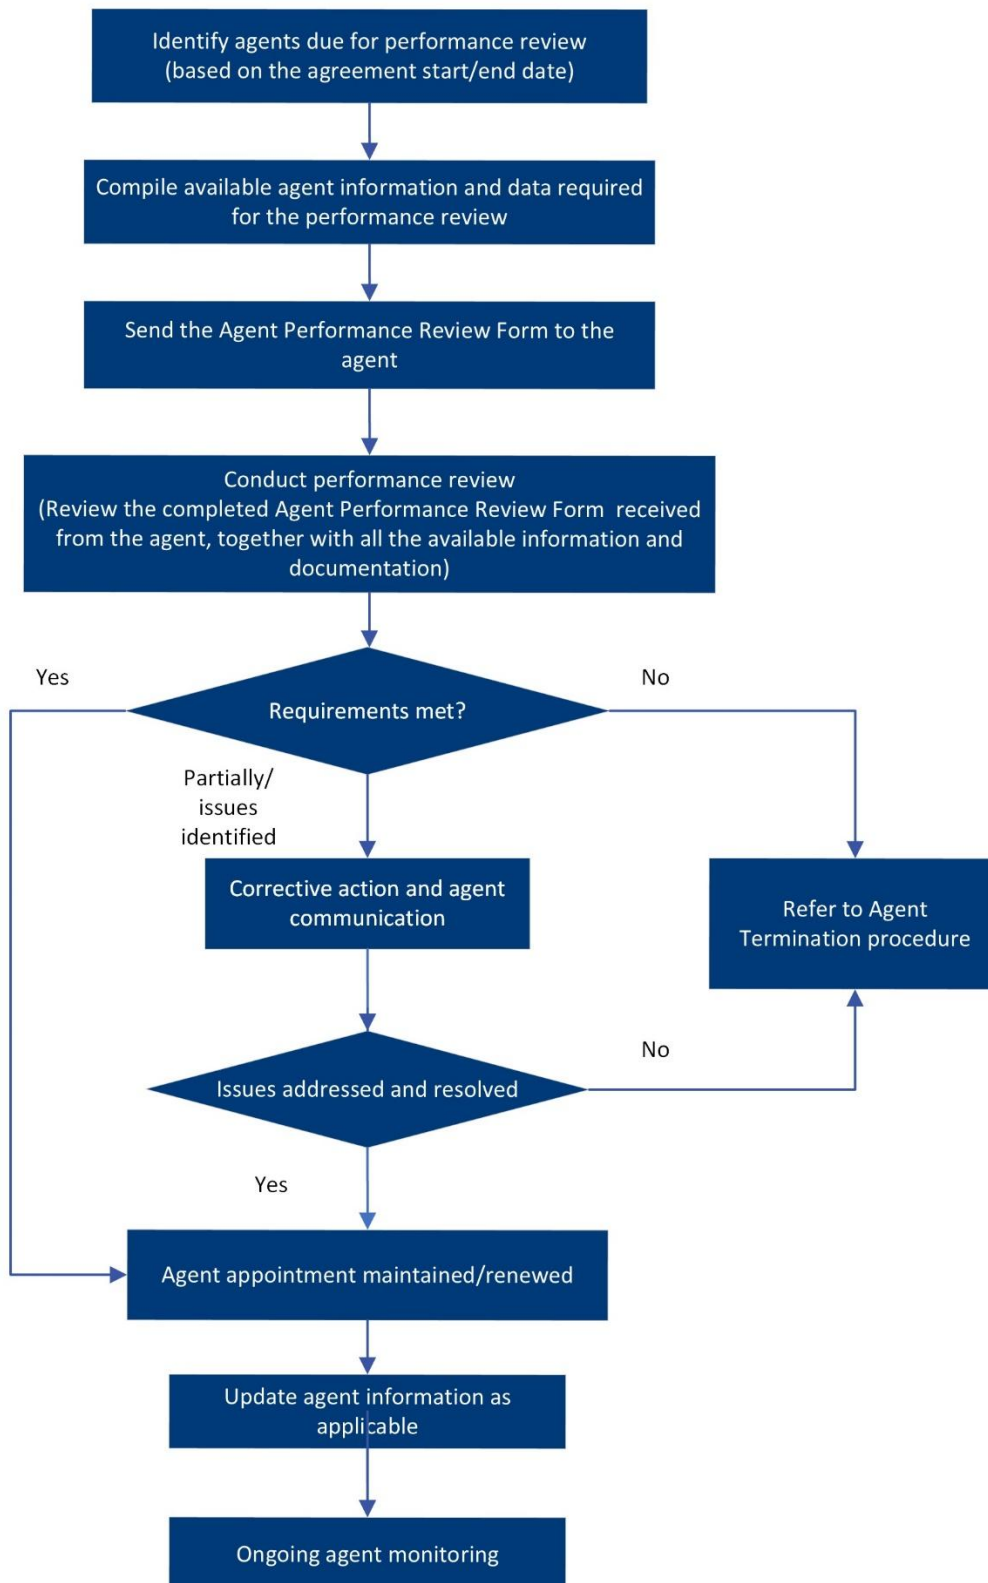 Identify agents due for performance review
(based on the agreement start/end date)
Compile available agent information and data required
for the performance review
Send the Agent Performance Review Form to the
agent
Conduct performance review
(Review the completed Agent Performance Review Form  received
from the agent, together with all the available information and
documentation)
Yes
No
Requirements met?
Partially/
issues
identified
Corrective action and agent
communication
Refer to Agent
Termination procedure
No
Issues addressed and resolved
Yes
Agent appointment maintained/renewed
Update agent information as
applicable
Ongoing agent monitoring